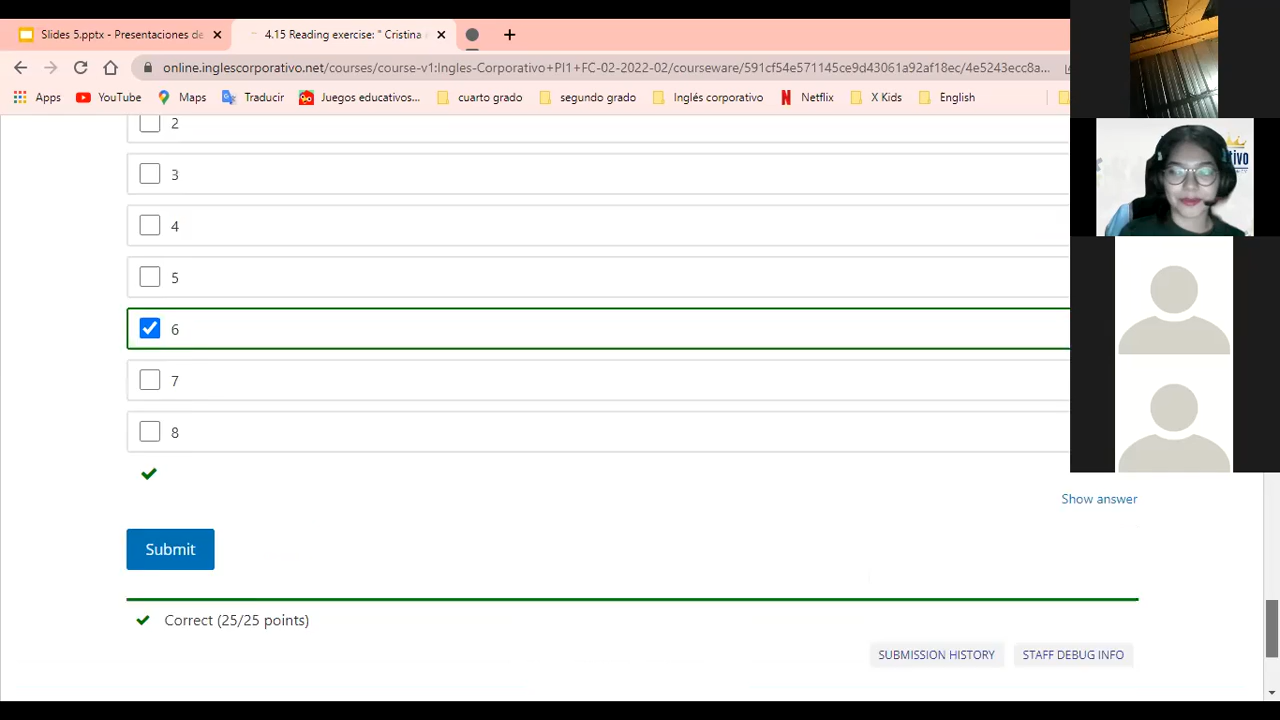 Slides 5.pptx - Presentaciones de
4.15 Reading exercise: " Cristina
online.inglescorporativo.net/courses/course-v1:Ingles-Corporativo+PI1+FC-02-2022-02/courseware/591cf54e571145ce9d43061a92af18ec/4e5243ecc8a...
Apps YouTube Maps Traducir Juegos educativos... cuarto grado segundo grado Inglés corporativo Netflix X Kids English
2
3
4
5
6
7
8
Show answer
Submit
Correct (25/25 points)
SUBMISSION HISTORY STAFF DEBUG INFO